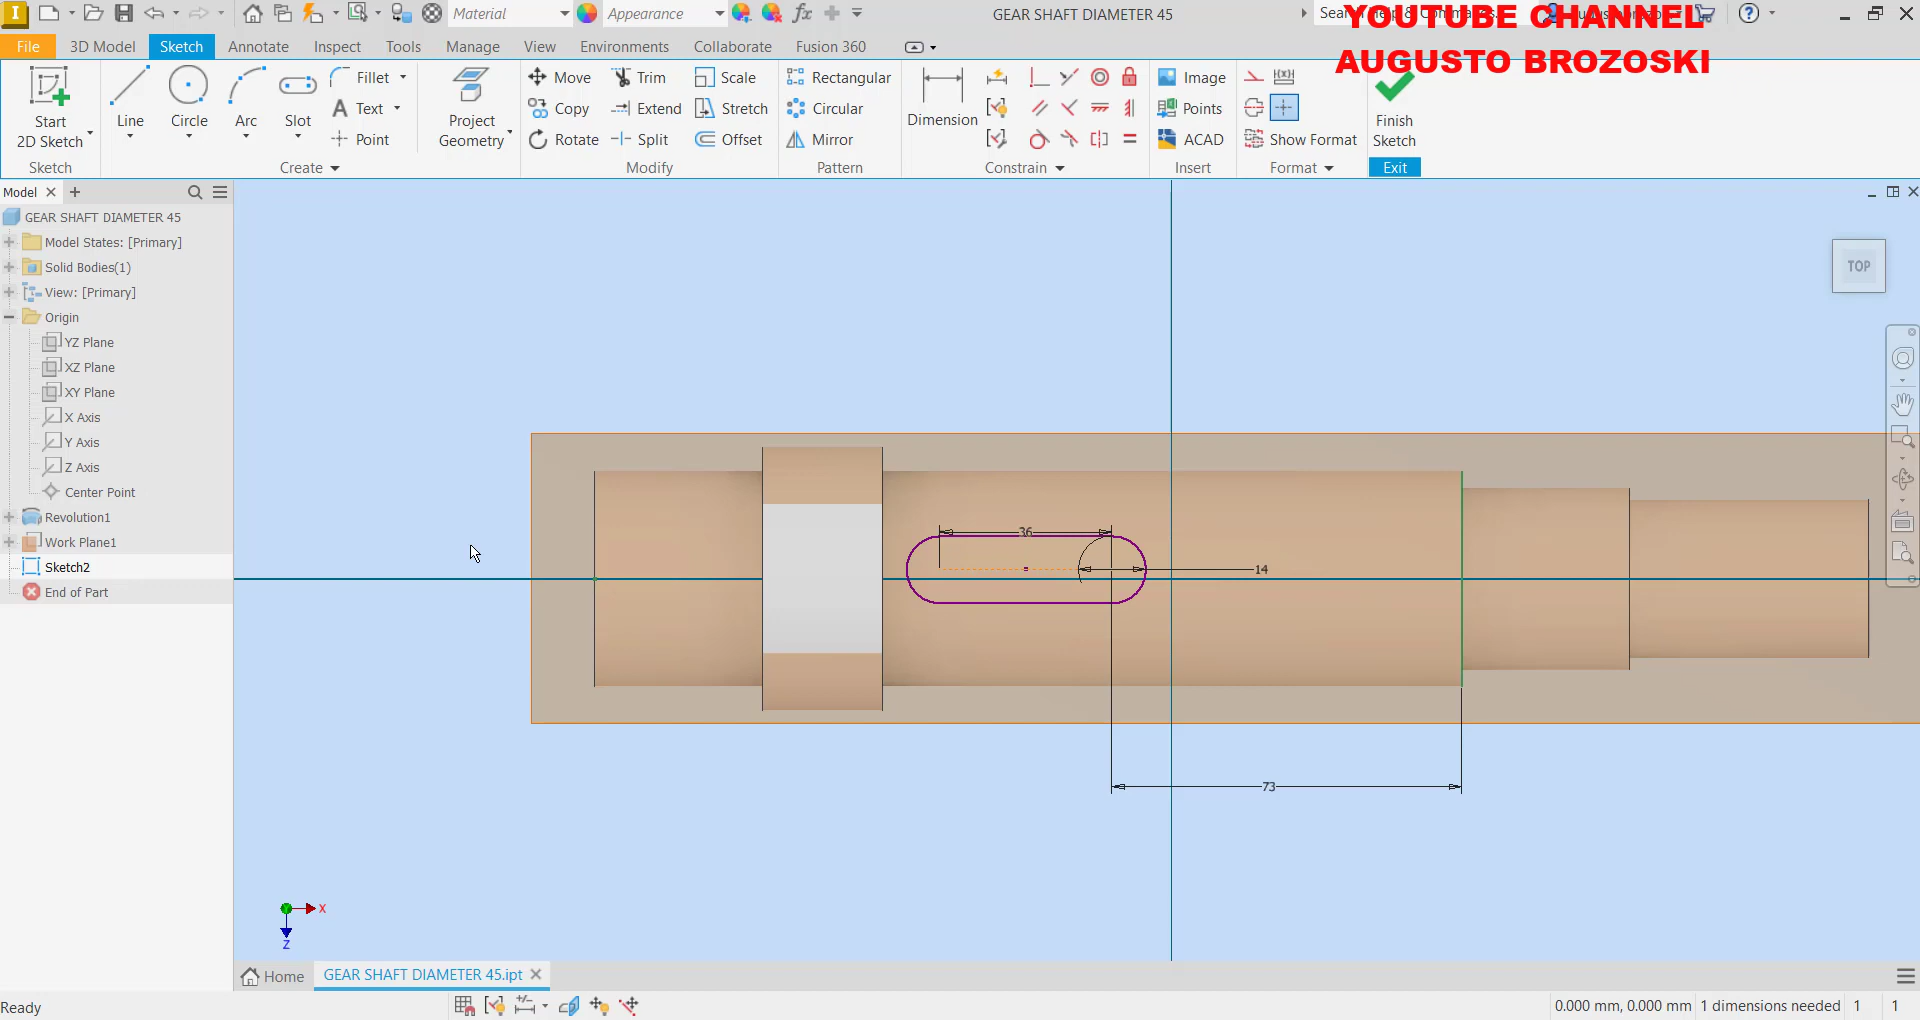 Material
Appearance
GEAR SHAFT DIAMETER 45
YOUTUBE CHANNEL
AUGUSTO BROZOSKI
File
3D Model
Sketch
Annotate
Inspect
Tools
Manage
View
Environments
Collaborate
Fusion 360
Start
2D Sketch
Line
Circle
Arc
Slot
Fillet
Text
Point
Project
Geometry
Move
Copy
Rotate
Trim
Extend
Split
Scale
Stretch
Offset
Rectangular
Circular
Mirror
Dimension
Image
Points
ACAD
Show Format
Finish
Sketch
Sketch
Create
Modify
Pattern
Constrain
Insert
Format
Exit
Model
GEAR SHAFT DIAMETER 45
Model States: [Primary]
Solid Bodies(1)
View: [Primary]
Origin
YZ Plane
XZ Plane
XY Plane
X Axis
Y Axis
Z Axis
Center Point
Revolution1
Work Plane1
Sketch2
End of Part
TOP
36
14
73
X
Z
Home
GEAR SHAFT DIAMETER 45.ipt
Ready
0.000 mm, 0.000 mm
1 dimensions needed
1
1